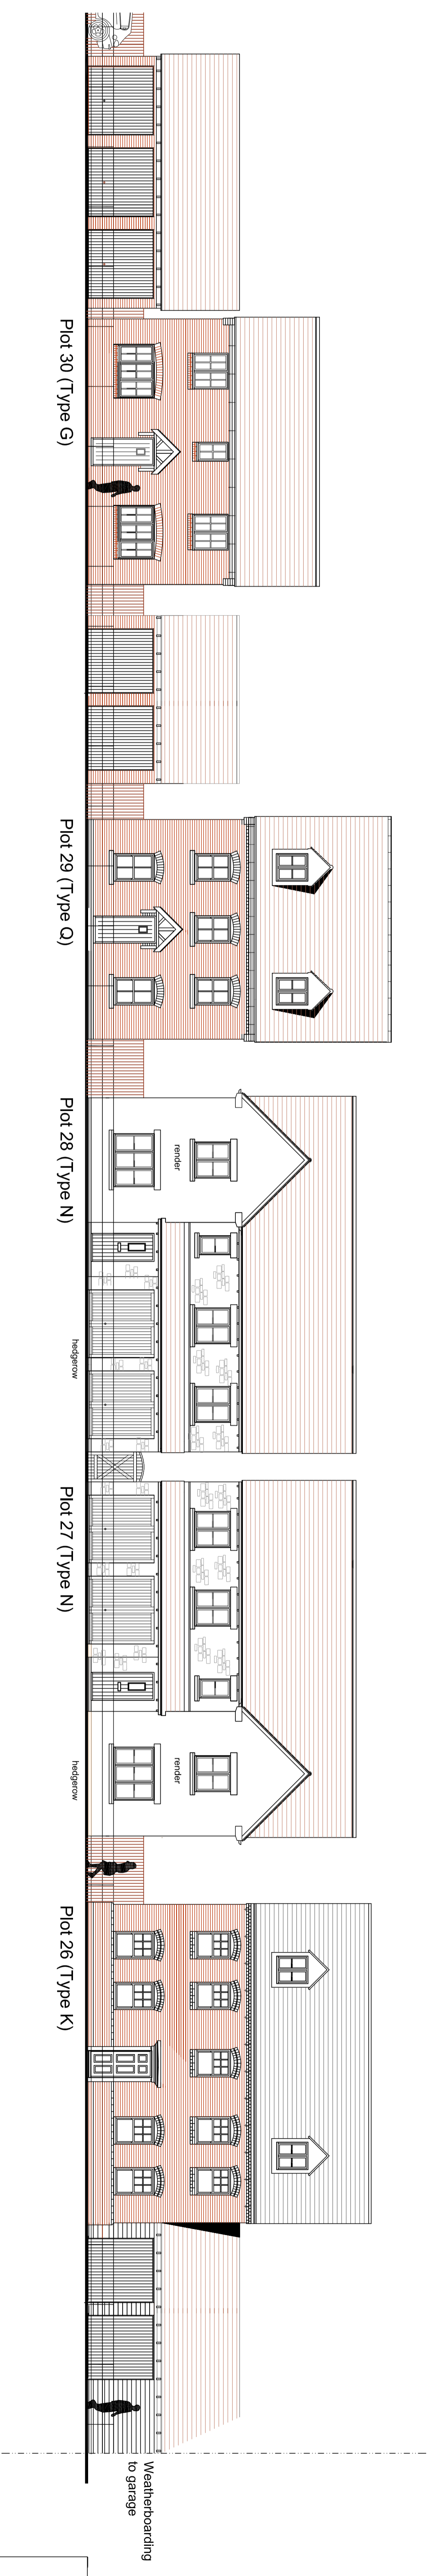 Plot 30 (Type G)
Plot 29 (Type Q)
Plot 28 (Type N)
render
hedgerow
Plot 27 (Type N)
render
hedgerow
Plot 26 (Type K)
Weatherboarding
to garage